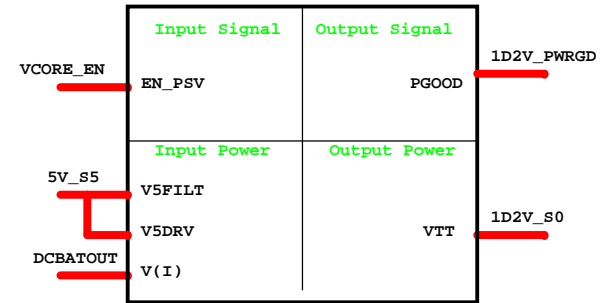 Input Signal
Output Signal
VCORE_EN
EN_PSV
1D2V_PWRGD
PGOOD
Input Power
Output Power
5V_S5
V5FILT
V5DRV
VTT
1D2V_S0
DCBATOUT
V(I)